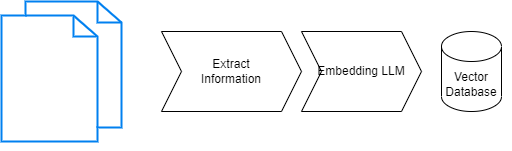 Extract
Information
Embedding LLM
Vector
Database